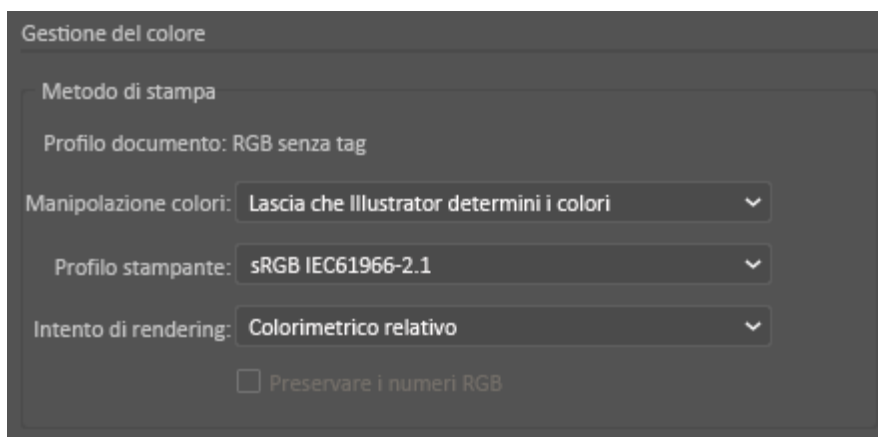 Gestione del colore
Metodo di stampa
Profilo documento: RGB senza tag
Manipolazione colori: Lascia che Illustrator determini i colori
Profilo stampante: sRGB IEC61966-2.1
Intento di rendering: Colorimetrico relativo
Preservare i numeri RGB